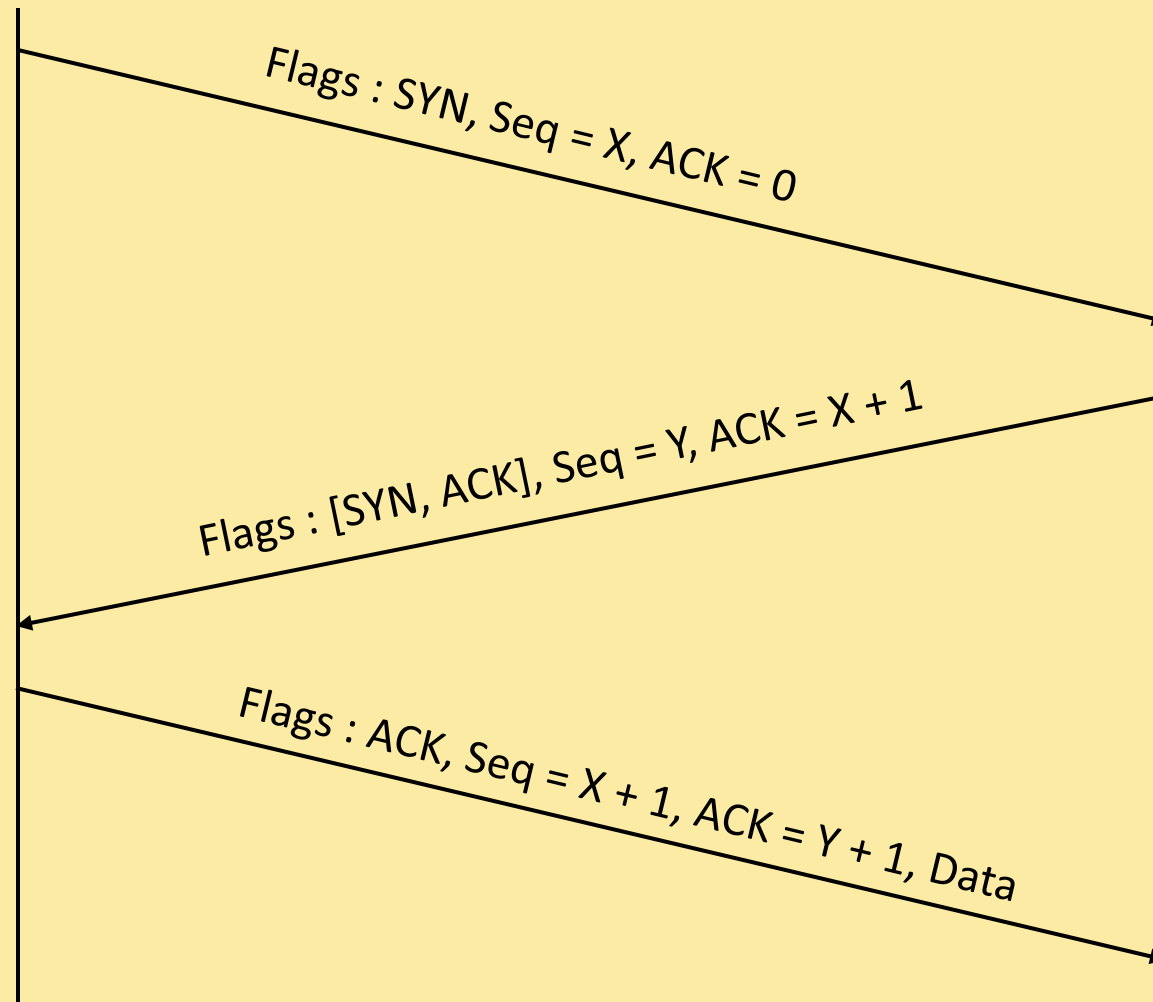 Flags : SYN, Seq = X, ACK = 0
Flags : [SYN, ACK], Seq = Y, ACK = X + 1
Flags : ACK, Seq = X + 1, ACK = Y + 1, Data